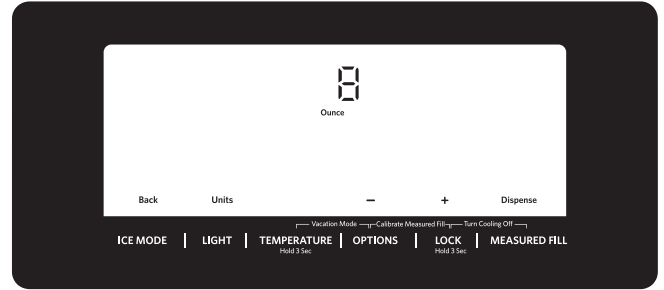 8
Ounce
Back Units − + Dispense
Vacation Mode Calibrate Measured Fill Turn Cooling Off
ICE MODE LIGHT TEMPERATURE OPTIONS LOCK MEASURED FILL
Hold 3 Sec Hold 3 Sec